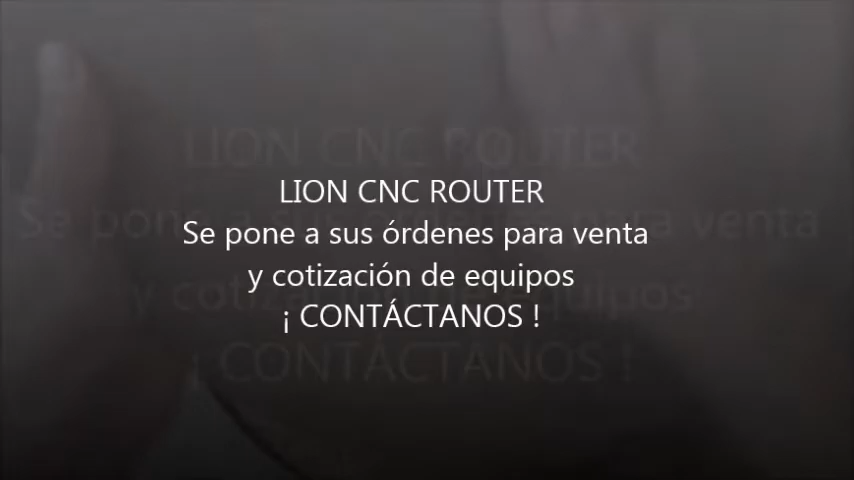 LION CNC ROUTER
Se pone a sus órdenes para venta
y cotización de equipos
¡ CONTÁCTANOS !